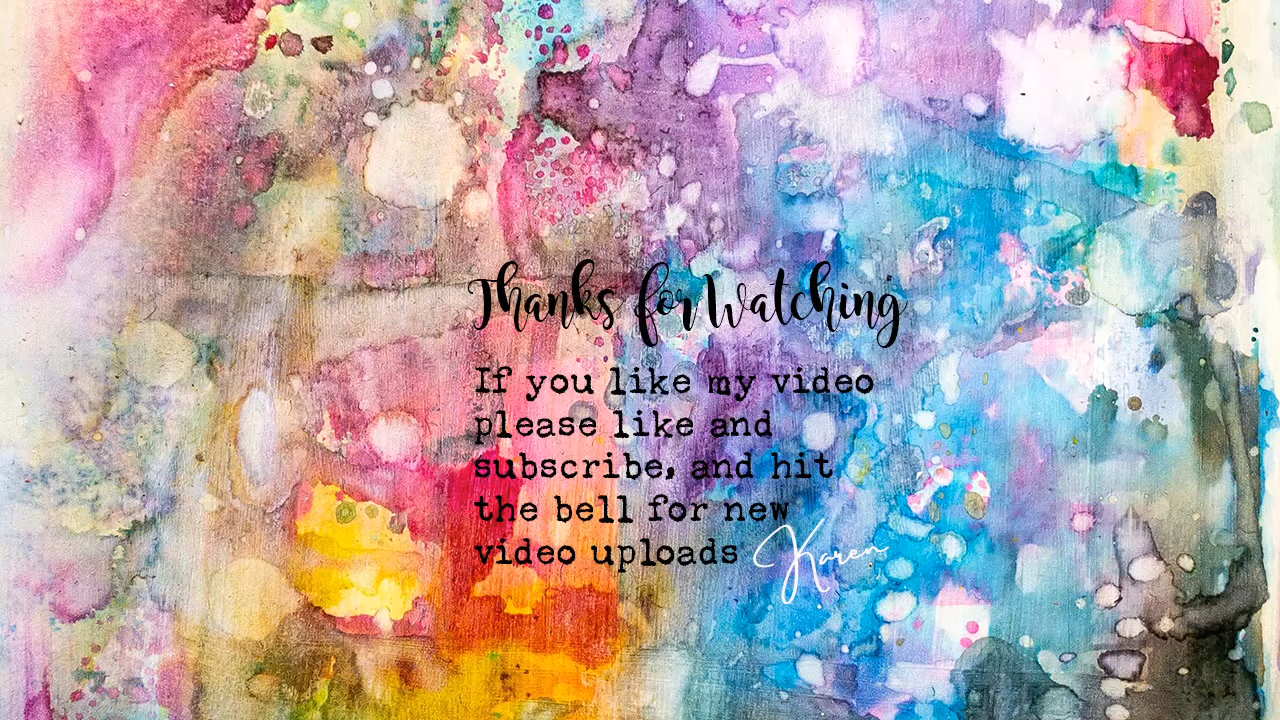 Thanks for Watching
If you like my video
please like and
subscribe, and hit
the bell for new
video uploads Karen